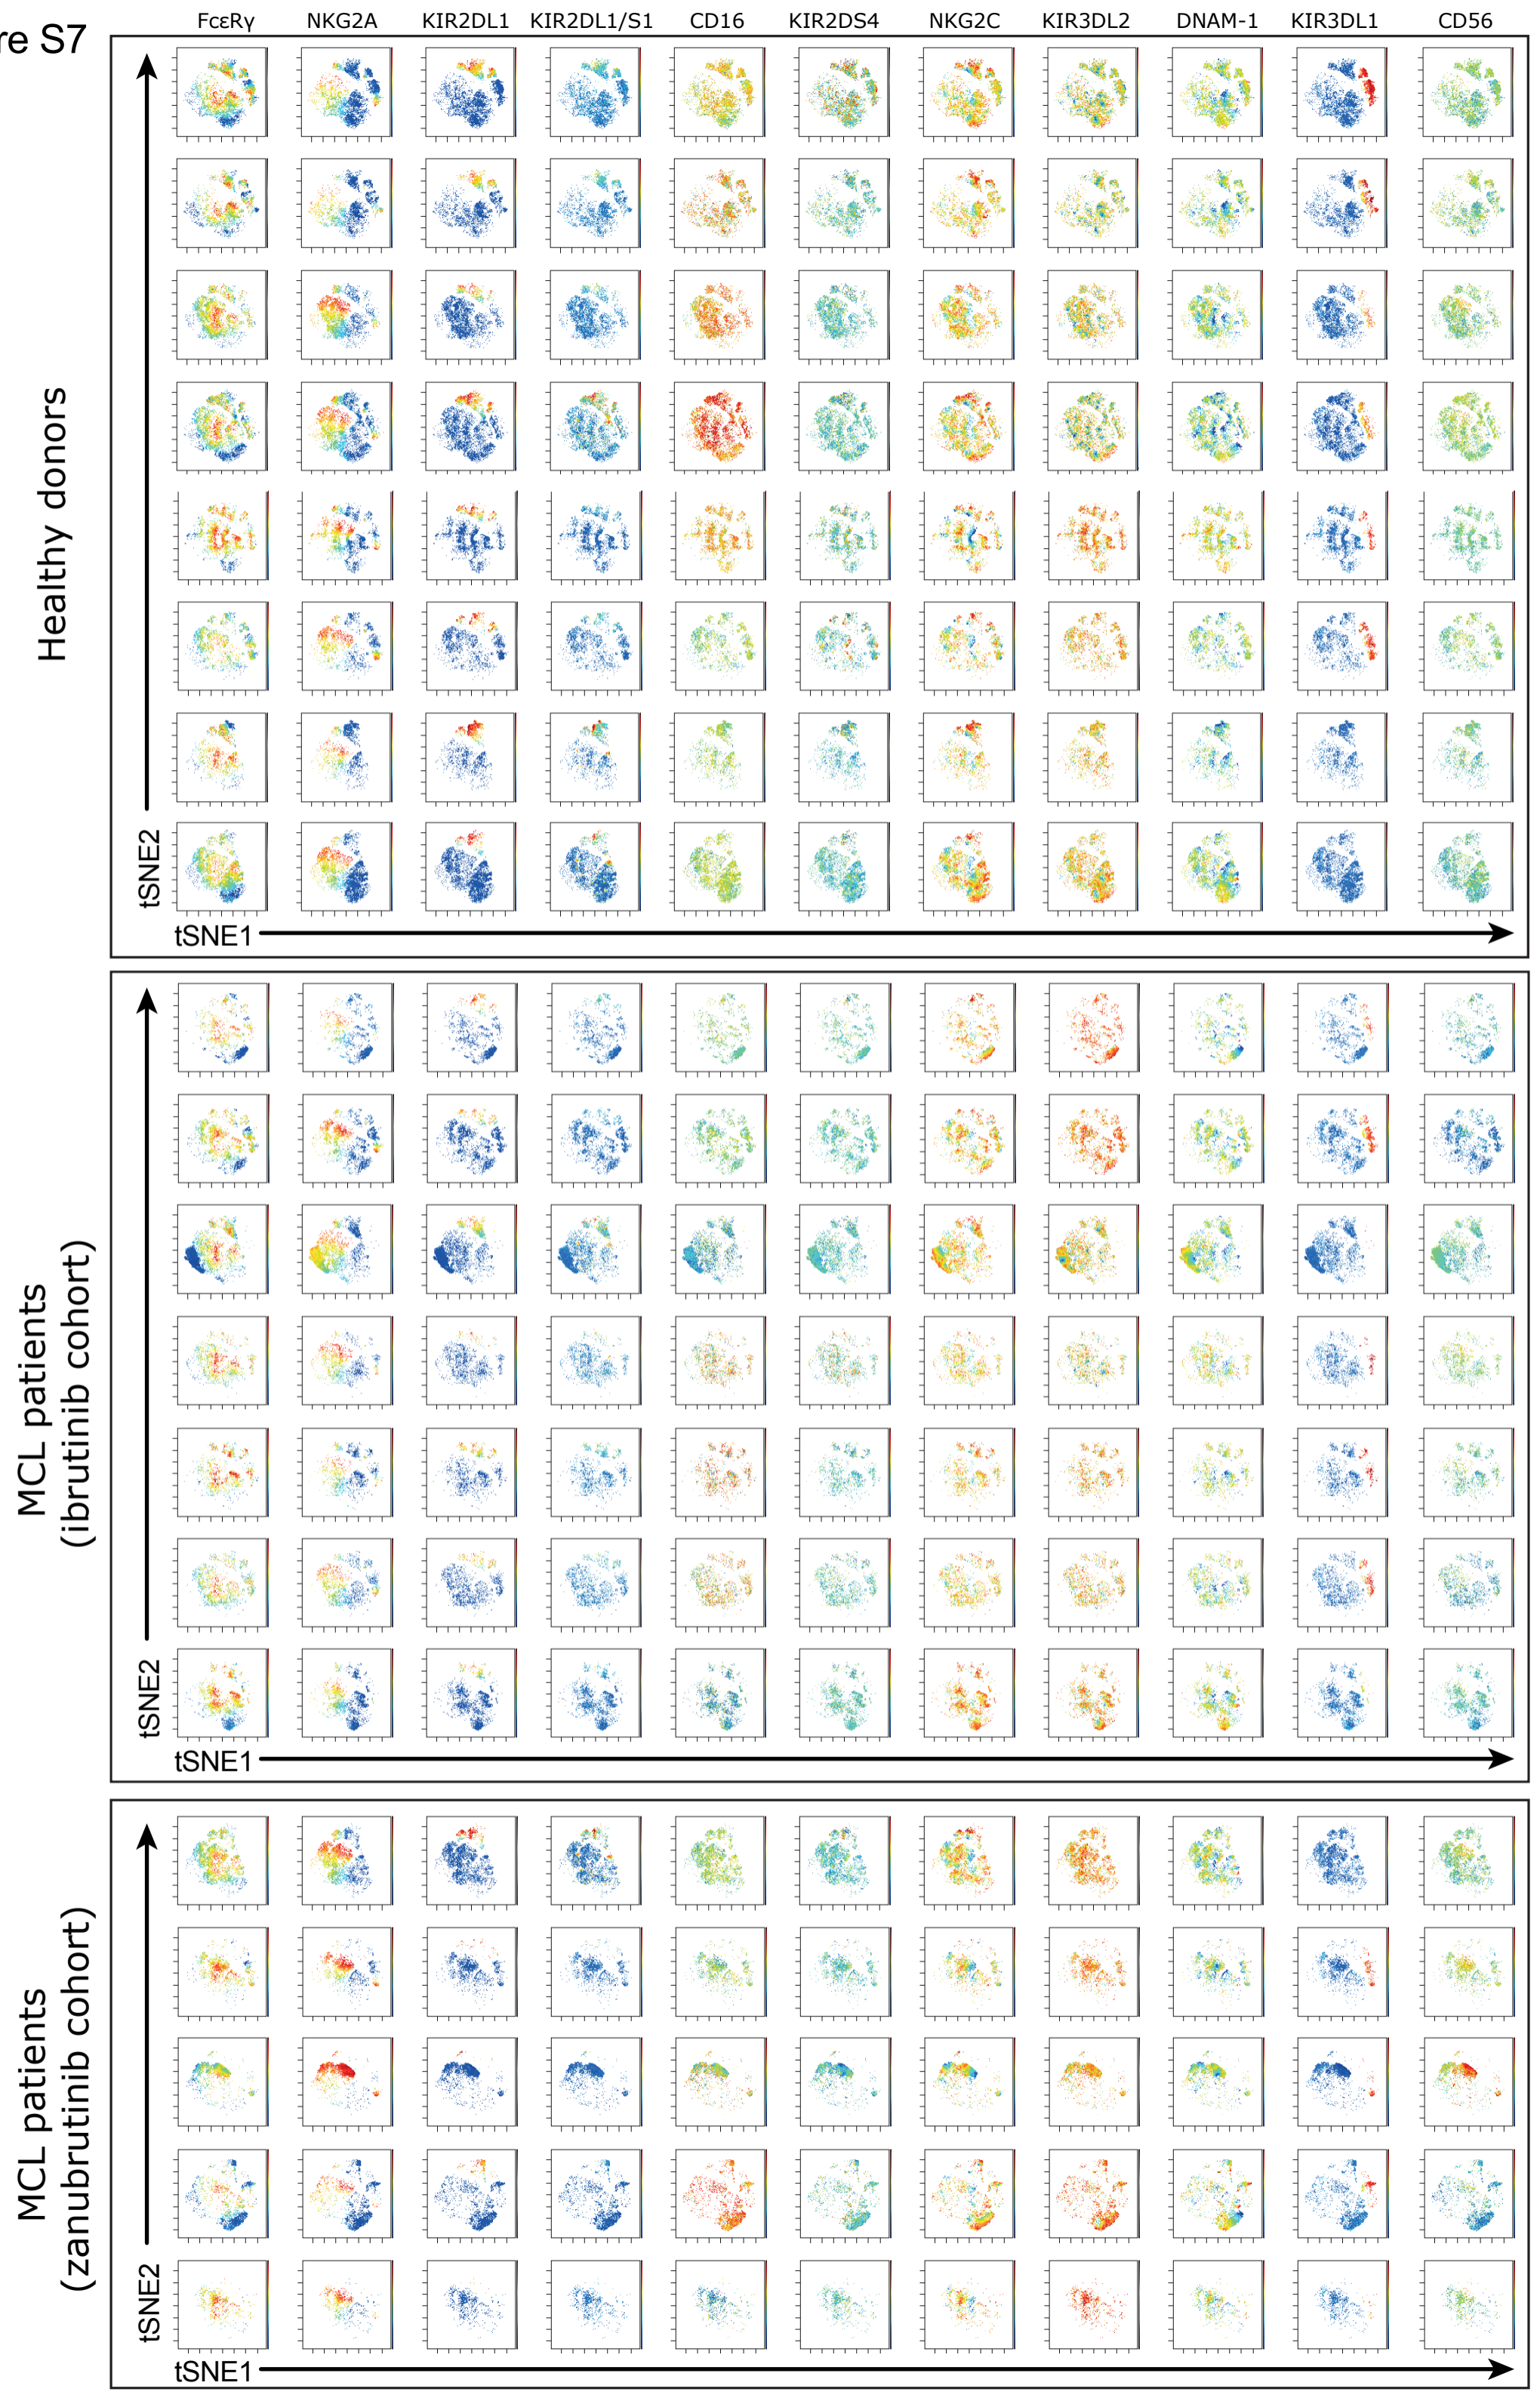 re S7
FcεRγ NKG2A KIR2DL1 KIR2DL1/S1 CD16 KIR2DS4 NKG2C KIR3DL2 DNAM-1 KIR3DL1 CD56
Healthy donors
tSNE2
tSNE1
MCL patients
(ibrutinib cohort)
tSNE2
tSNE1
MCL patients
(zanubrutinib cohort)
tSNE2
tSNE1